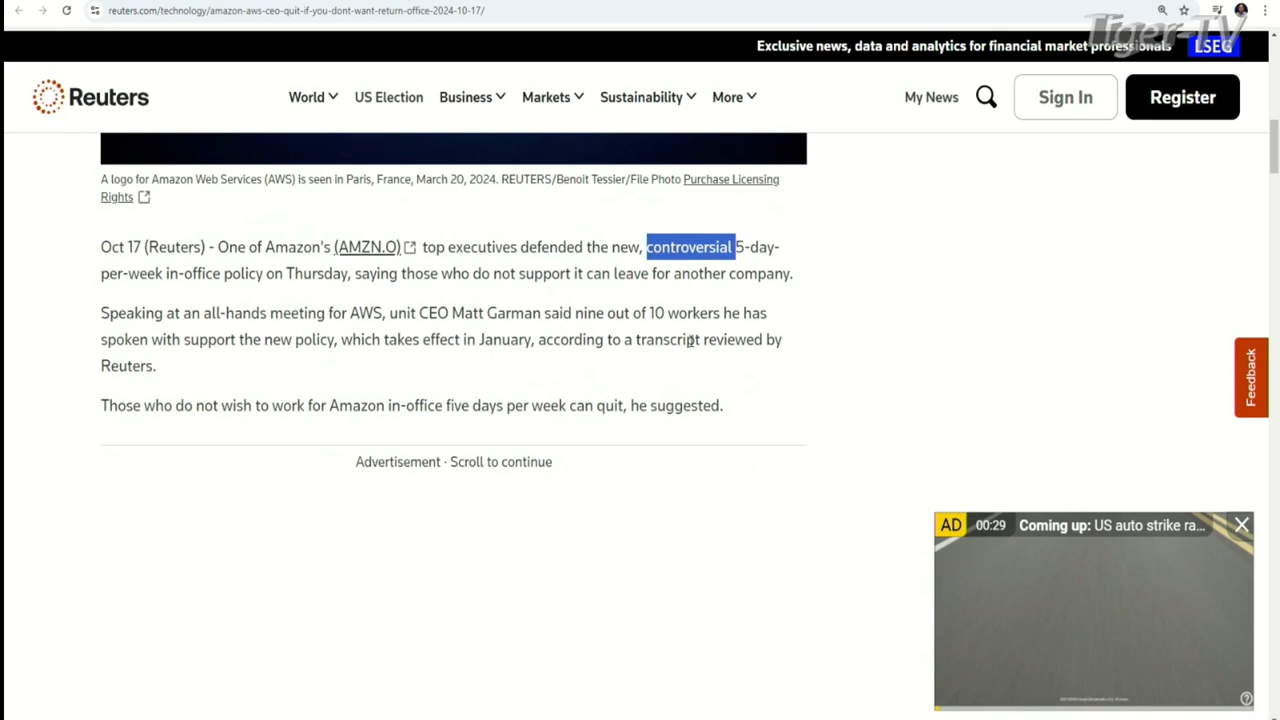 reuters.com/technology/amazon-aws-ceo-quit-if-you-dont-want-return-office-2024-10-17/
Tiger-TV
Exclusive news, data and analytics for financial market professionals LSEG
Reuters World US Election Business Markets Sustainability More My News Sign In Register
A logo for Amazon Web Services (AWS) is seen in Paris, France, March 20, 2024. REUTERS/Benoit Tessier/File Photo Purchase Licensing
Rights
Oct 17 (Reuters) - One of Amazon's (AMZN.O) top executives defended the new, controversial 5-day-
per-week in-office policy on Thursday, saying those who do not support it can leave for another company.
Speaking at an all-hands meeting for AWS, unit CEO Matt Garman said nine out of 10 workers he has
spoken with support the new policy, which takes effect in January, according to a transcript reviewed by
Reuters.
Feedback
Those who do not wish to work for Amazon in-office five days per week can quit, he suggested.
Advertisement · Scroll to continue
AD 00:29 Coming up: US auto strike ra...